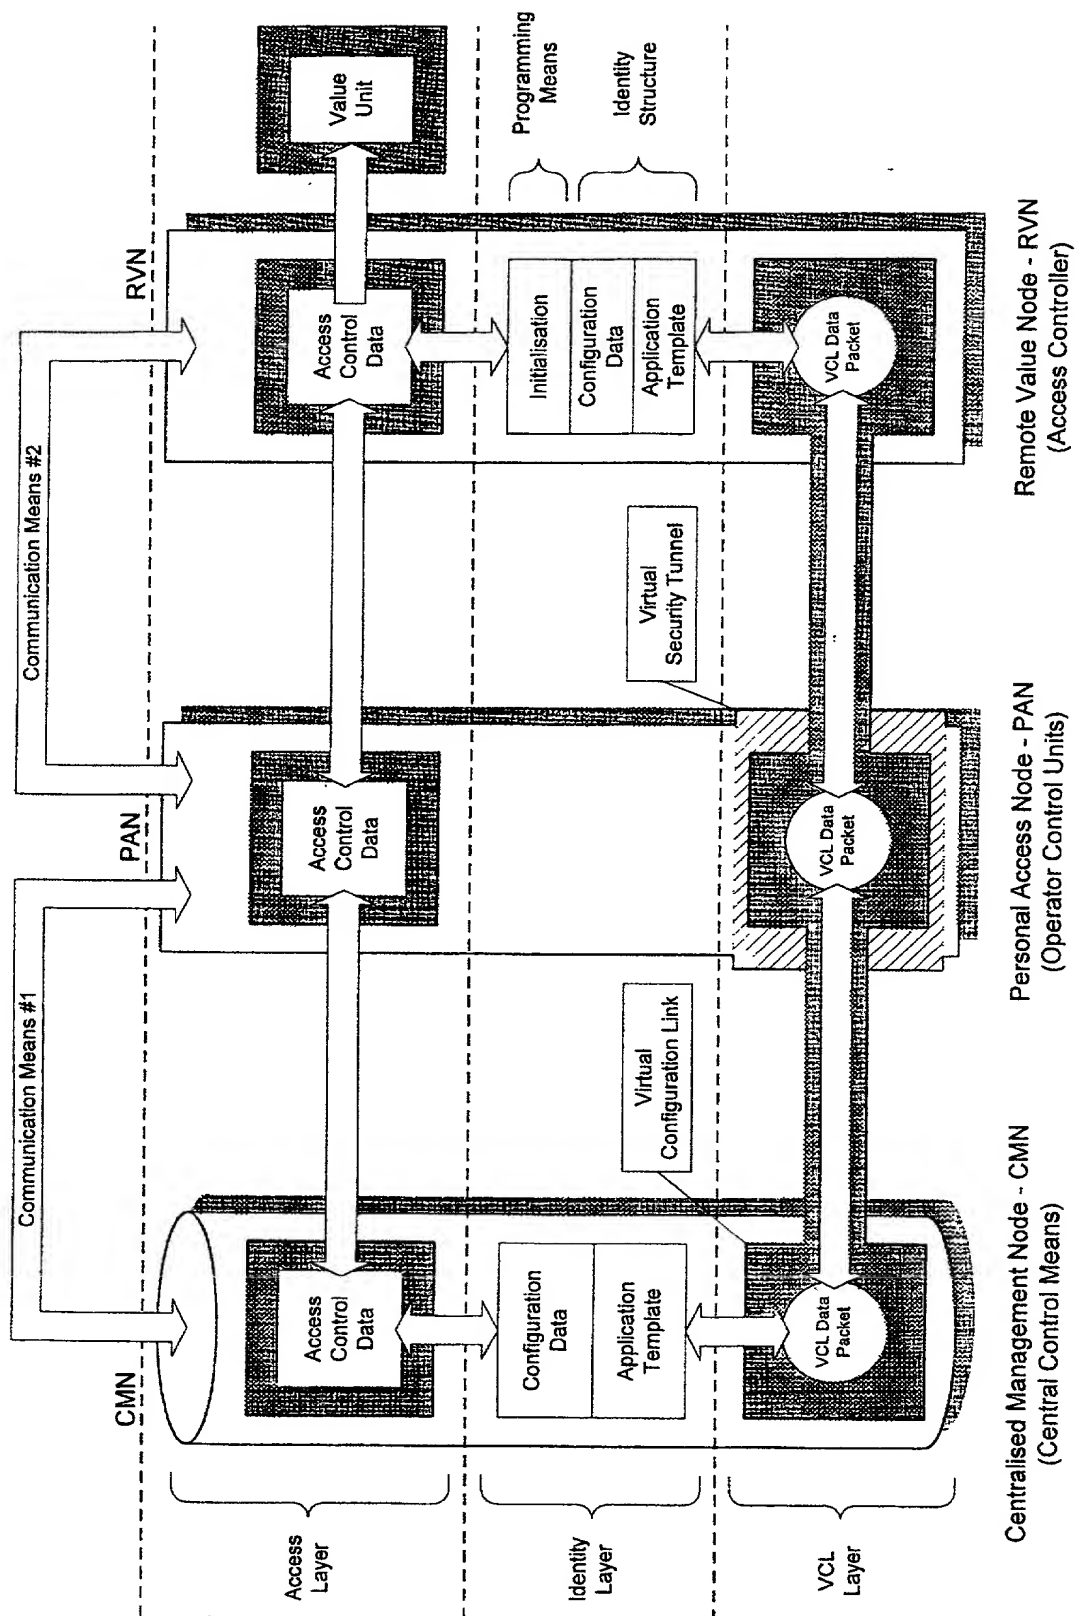 Communication Means #1
Communication Means #2
CMN
PAN
RVN
Access
Layer
Access
Control
Data
Access
Control
Data
Access
Control
Data
Value
Unit
Identity
Layer
Configuration
Data
Application
Template
Virtual
Configuration Link
Virtual
Security Tunnel
Initialisation
Configuration
Data
Application
Template
Programming
Means
Identity
Structure
VCL
Layer
VCL Data
Packet
VCL Data
Packet
VCL Data
Packet
Centralised Management Node - CMN
(Central Control Means)
Personal Access Node - PAN
(Operator Control Units)
Remote Value Node - RVN
(Access Controller)